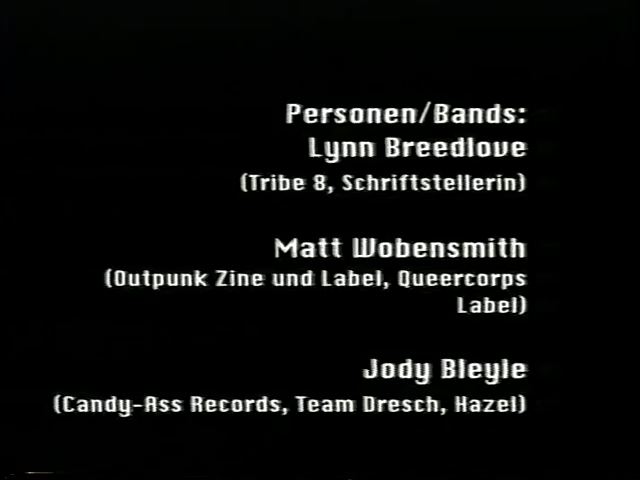 Personen/Bands:
Lynn Breedlove
(Tribe 8, Schriftstellerin)
Matt Wobensmith
(Outpunk Zine und Label, Queercorps
Label)
Jody Bleyle
(Candy-Ass Records, Team Dresch, Hazel)